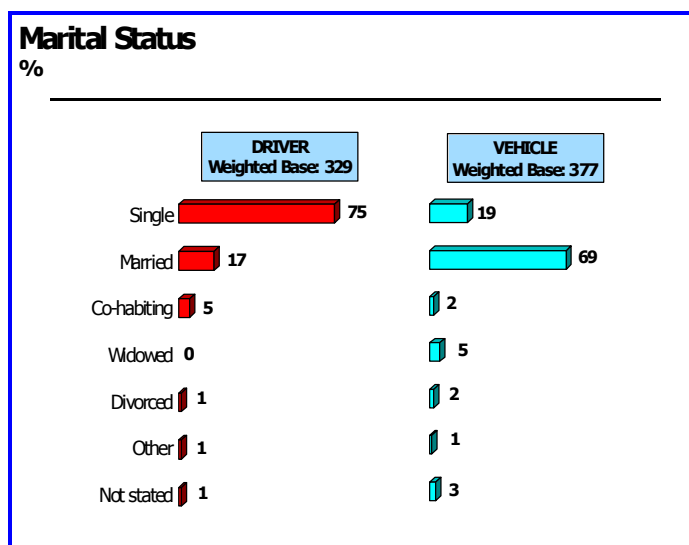 Marital Status
%
DRIVER
Weighted Base: 329
VEHICLE
Weighted Base: 377
Single 75 19
Married 17 69
Co-habiting 5 2
Widowed 0 5
Divorced 1 2
Other 1 1
Not stated 1 3